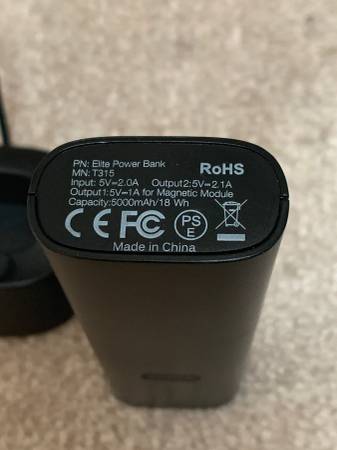 PN: Elite Power Bank
RoHS
MN: T315
Input: 5V⎓2.0A Output2:5V⎓2.1A
Output1:5V⎓1A for Magnetic Module
Capacity:5000mAh/18 Wh
CE FC PS E
Made in China